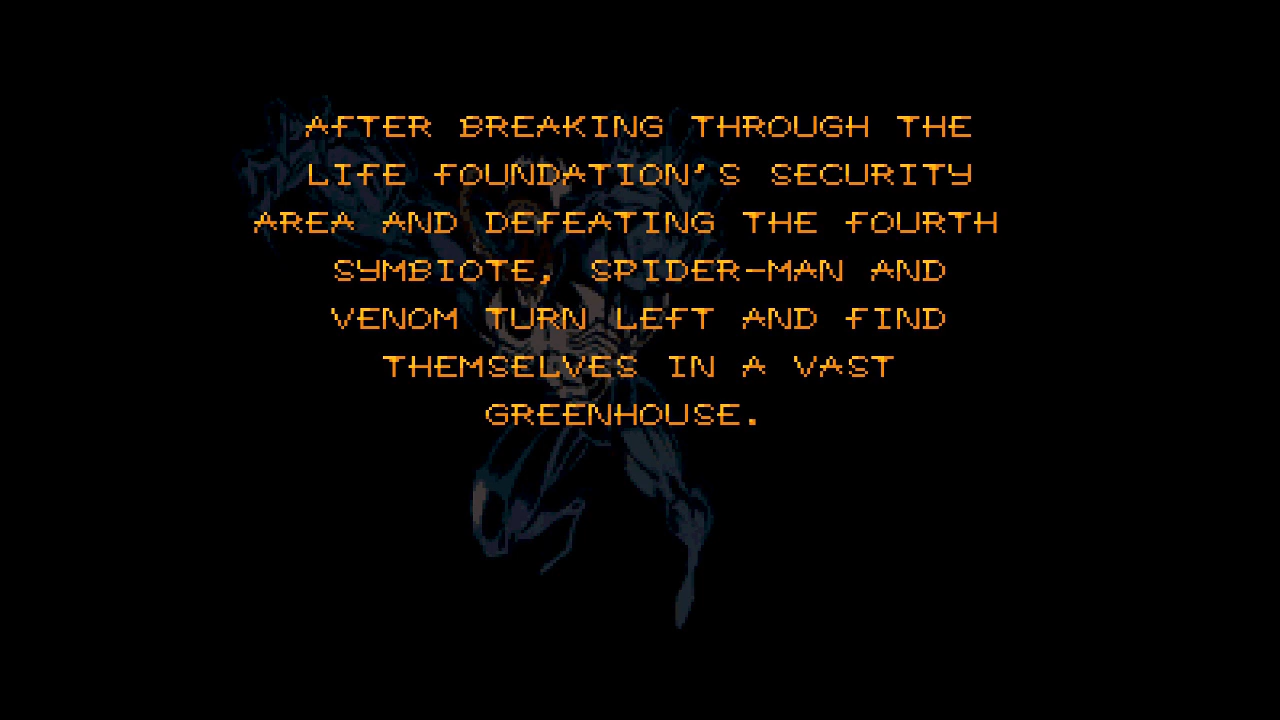 AFTER BREAKING THROUGH THE
LIFE FOUNDATION'S SECURITY
AREA AND DEFEATING THE FOURTH
SYMBIOTE, SPIDER-MAN AND
VENOM TURN LEFT AND FIND
THEMSELVES IN A VAST
GREENHOUSE.